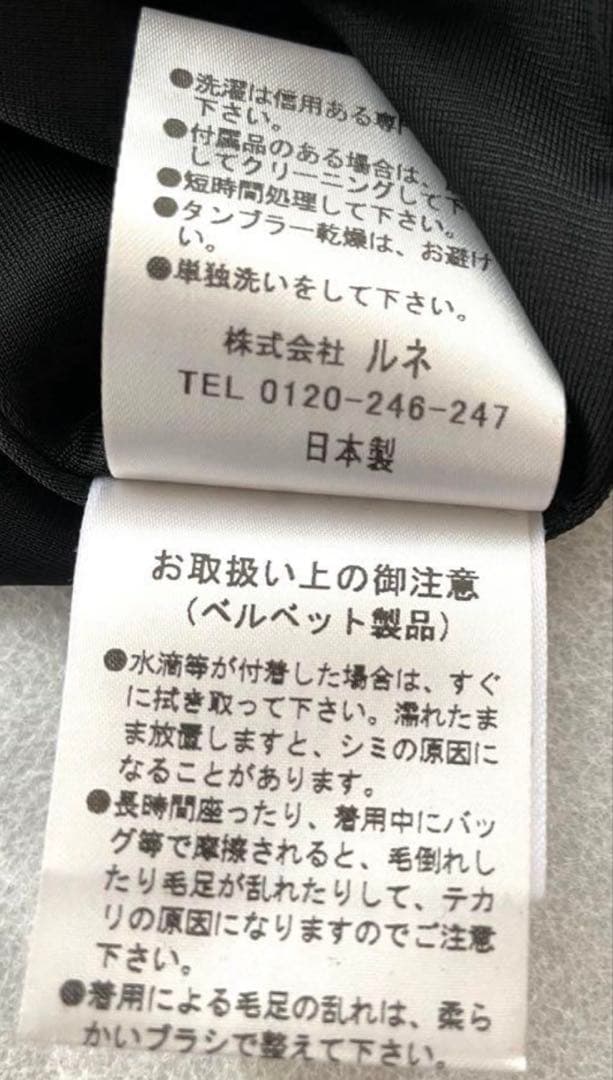 ●洗濯は信用ある専
下さい。
●付属品のある場合は、
してクリーニングして下
●短時間処理して下さい。
●タンブラー乾燥は、お避け
い。
●単独洗いをして下さい。
株式会社 ルネ
TEL 0120-246-247
日本製
お取扱い上の御注意
(ベルベット製品)
●水滴等が付着した場合は、すぐ
に拭き取って下さい。濡れたま
ま放置しますと、シミの原因に
なることがあります。
●長時間座ったり、着用中にバッ
グ等で摩擦されると、毛倒れし
たり毛足が乱れたりして、テカ
リの原因になりますのでご注意
下さい。
●着用による毛足の乱れは、柔ら
かいブラシで整えて下さい。